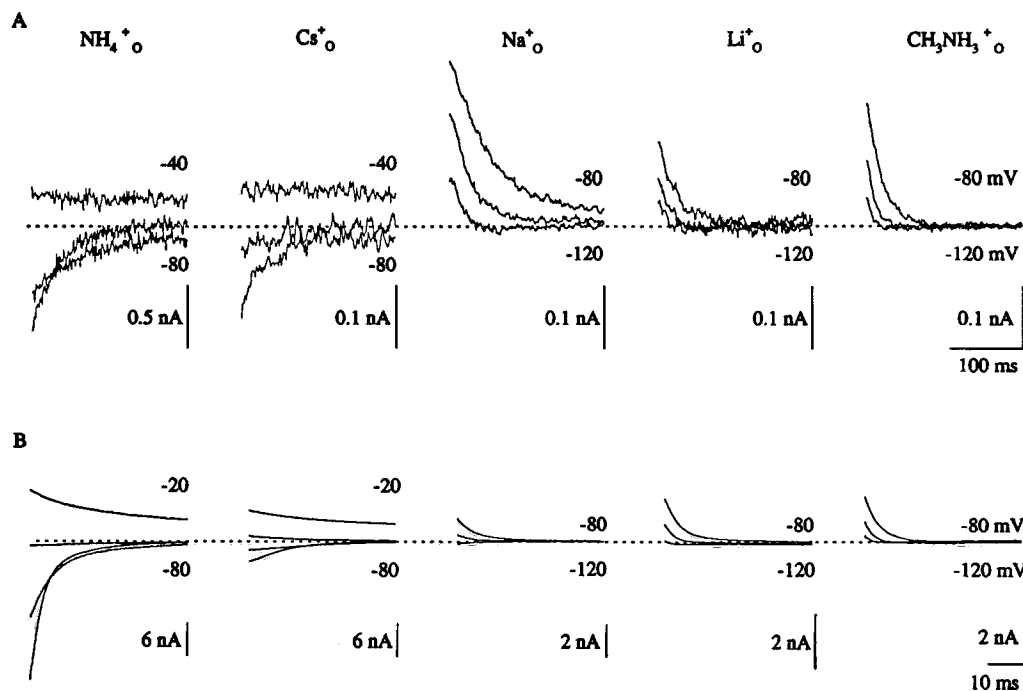 A
NH₄⁺ₒ Cs⁺ₒ Na⁺ₒ Li⁺ₒ CH₃NH₃⁺ₒ
-40 -40 -80 -80 -80 mV
-80 -80 -120 -120 -120 mV
0.5 nA 0.1 nA 0.1 nA 0.1 nA 0.1 nA
100 ms
B
-20 -20 -80 -80 -80 mV
-80 -80 -120 -120 -120 mV
6 nA 6 nA 2 nA 2 nA 2 nA
10 ms